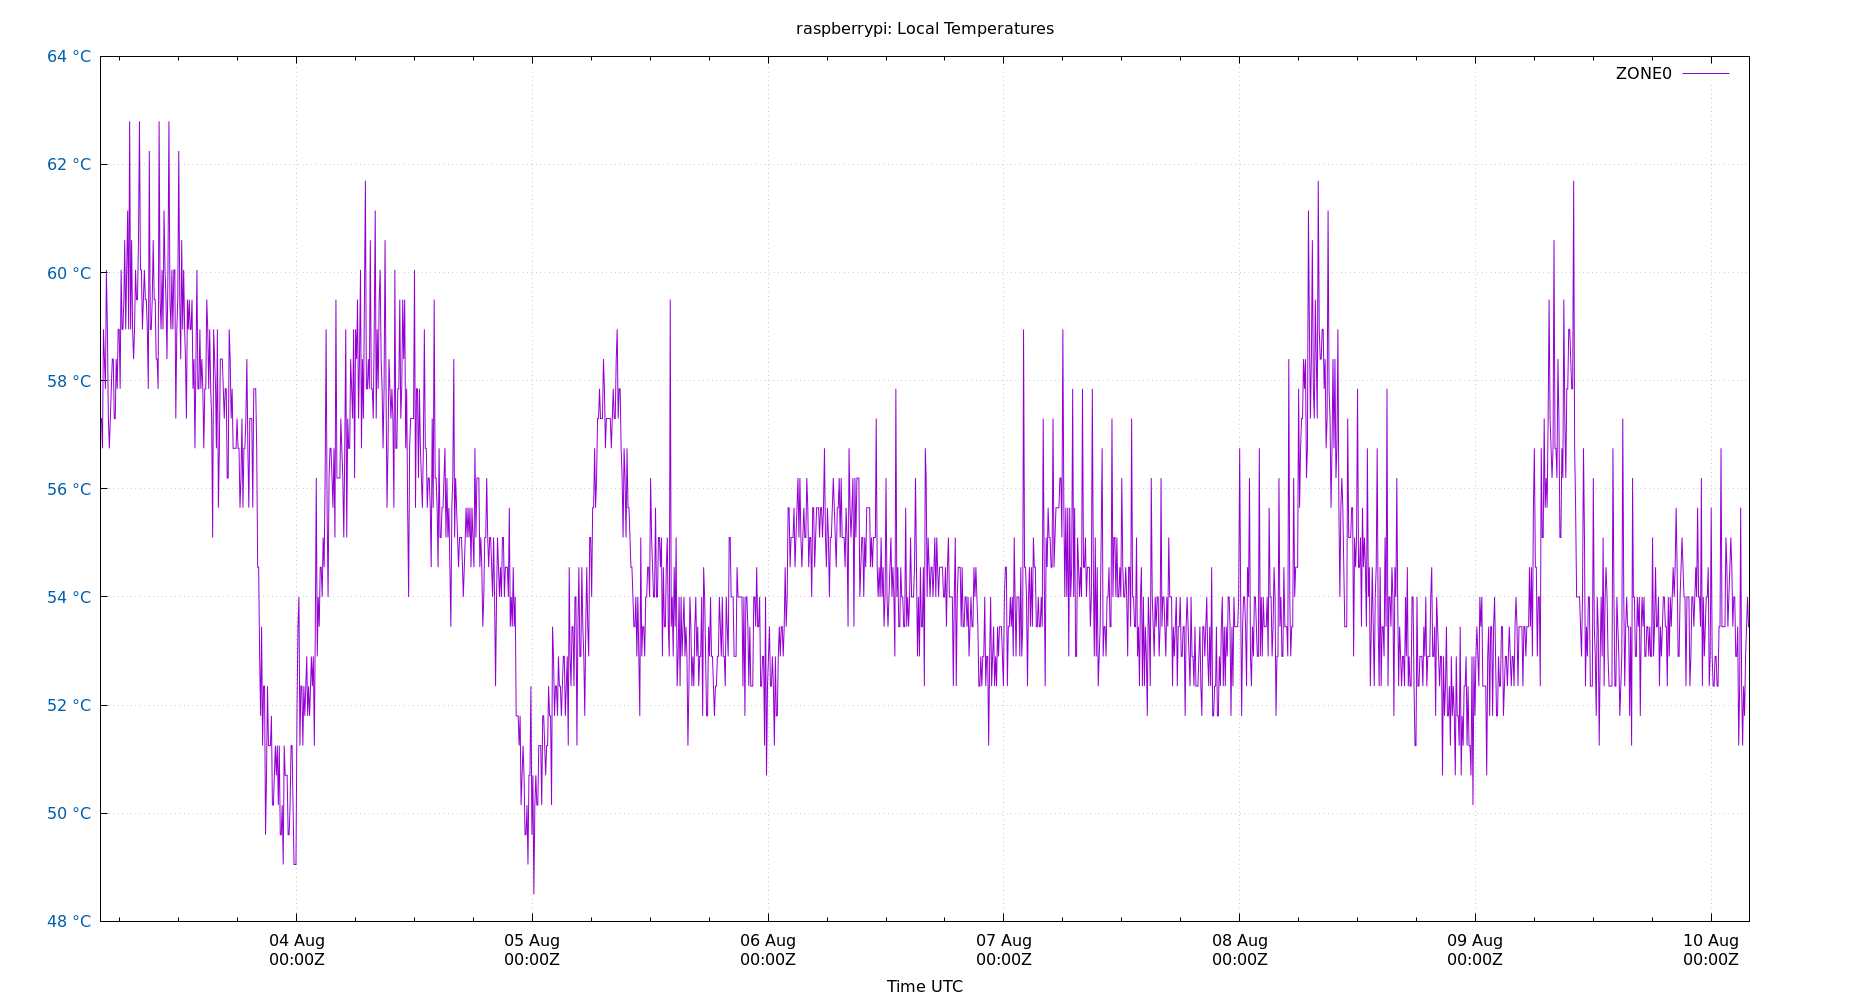 raspberrypi: Local Temperatures
64 °C
ZONE0
62 °C
60 °C
58 °C
56 °C
54 °C
52 °C
50 °C
48 °C
04 Aug 05 Aug 06 Aug 07 Aug 08 Aug 09 Aug 10 Aug
00:00Z 00:00Z 00:00Z 00:00Z 00:00Z 00:00Z 00:00Z
Time UTC